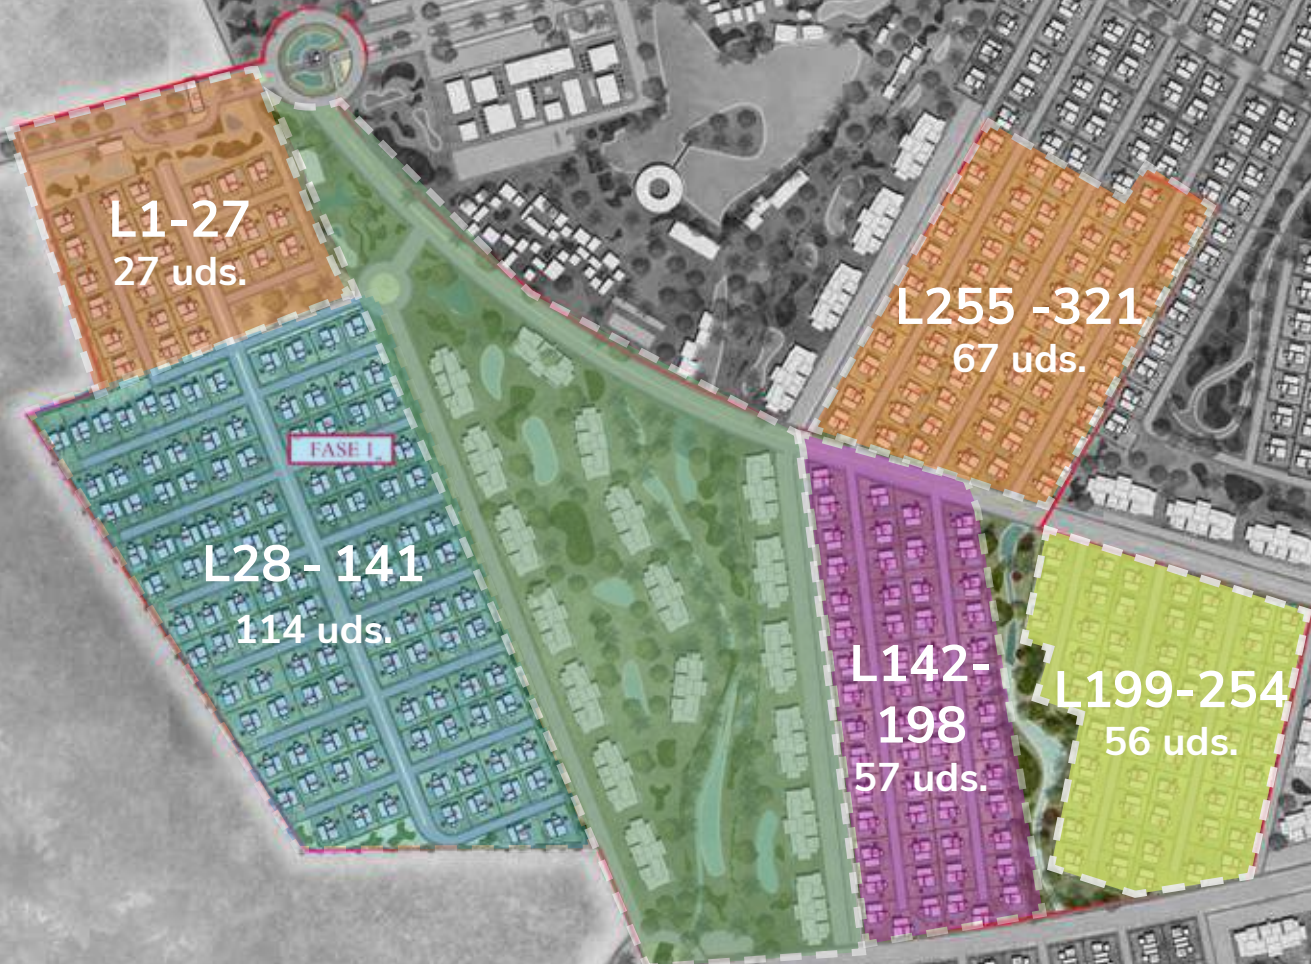 L1-27
27 uds.
L255 -321
67 uds.
FASE I
L28 - 141
114 uds.
L142-
198
57 uds.
L199-254
56 uds.